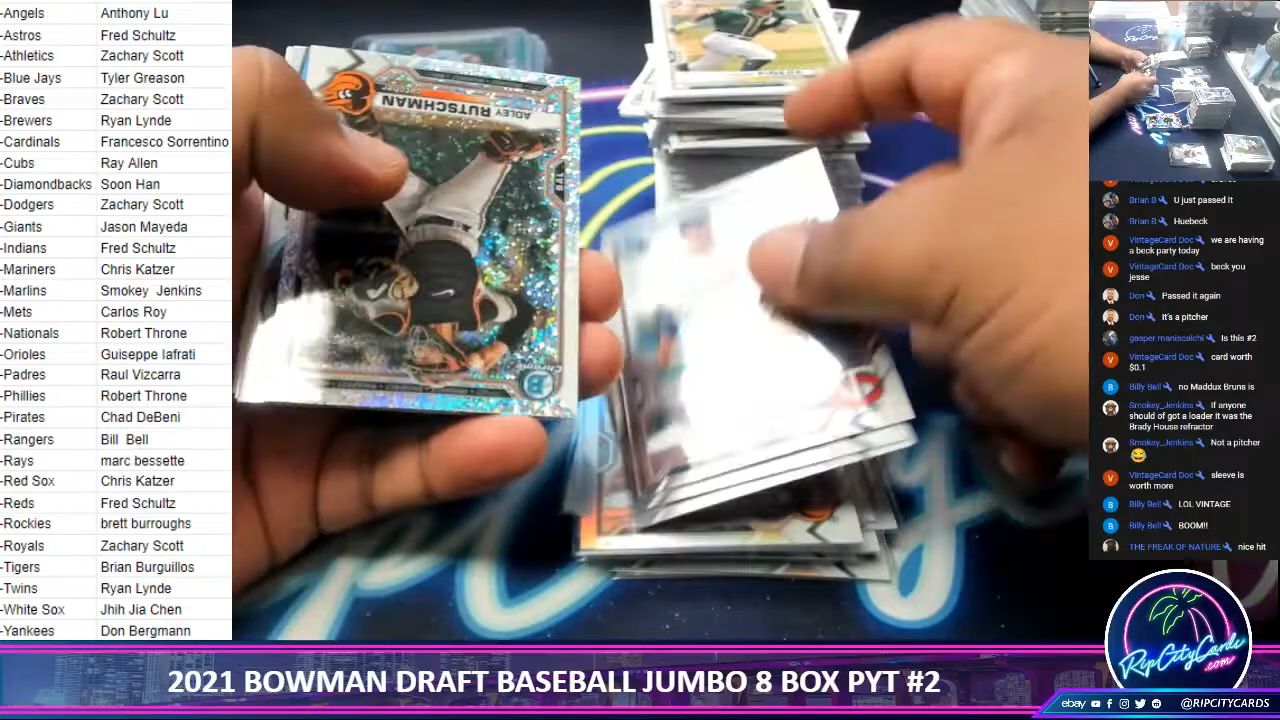 -Angels Anthony Lu
-Astros Fred Schultz
-Athletics Zachary Scott
-Blue Jays Tyler Greason
-Braves Zachary Scott
-Brewers Ryan Lynde
-Cardinals Francesco Sorrentino
-Cubs Ray Allen
-Diamondbacks Soon Han
-Dodgers Zachary Scott
-Giants Jason Mayeda
-Indians Fred Schultz
-Mariners Chris Katzer
-Marlins Smokey Jenkins
-Mets Carlos Roy
-Nationals Robert Throne
-Orioles Guiseppe Iafrati
-Padres Raul Vizcarra
-Phillies Robert Throne
-Pirates Chad DeBeni
-Rangers Bill Bell
-Rays marc bessette
-Red Sox Chris Katzer
-Reds Fred Schultz
-Rockies brett burroughs
-Royals Zachary Scott
-Tigers Brian Burguillos
-Twins Ryan Lynde
-White Sox Jhih Jia Chen
-Yankees Don Bergmann
ADLEY RUTSCHMAN
Catcher
BAL
Chrome
B
Brian B U just passed it
Brian B Huebeck
VintageCard Doc we are having
a beck party today
VintageCard Doc beck you
jesse
Don Passed it again
Don It's a pitcher
gasper maniscalchi Is this #2
VintageCard Doc card worth
$0.1
Billy Bell no Maddux Bruns is
Smokey_Jenkins If anyone
should of got a loader it was the
Brady House refractor
Smokey_Jenkins Not a pitcher
😂
VintageCard Doc sleeve is
worth more
Billy Bell LOL VINTAGE
Billy Bell BOOM!!
THE FREAK OF NATURE nice hit
RipCityCards
.com
2021 BOWMAN DRAFT BASEBALL JUMBO 8 BOX PYT #2
ebay @RIPCITYCARDS